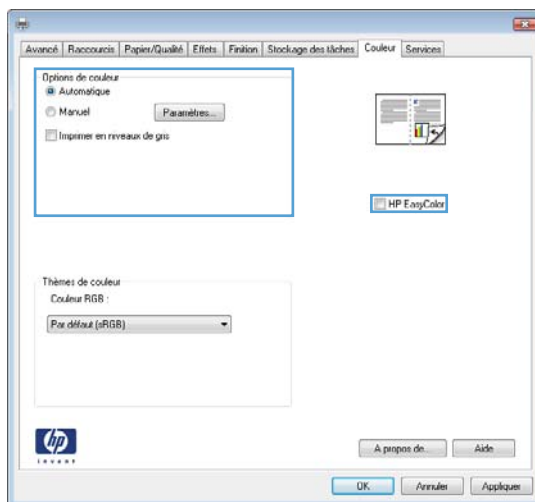 Avancé Raccourcis Papier/Qualité Effets Finition Stockage des tâches Couleur Services
Options de couleur
Automatique
Manuel Paramètres...
Imprimer en niveaux de gris
HP EasyColor
Thèmes de couleur
Couleur RGB :
Par défaut (sRGB)
hp
invent
A propos de... Aide
OK Annuler Appliquer